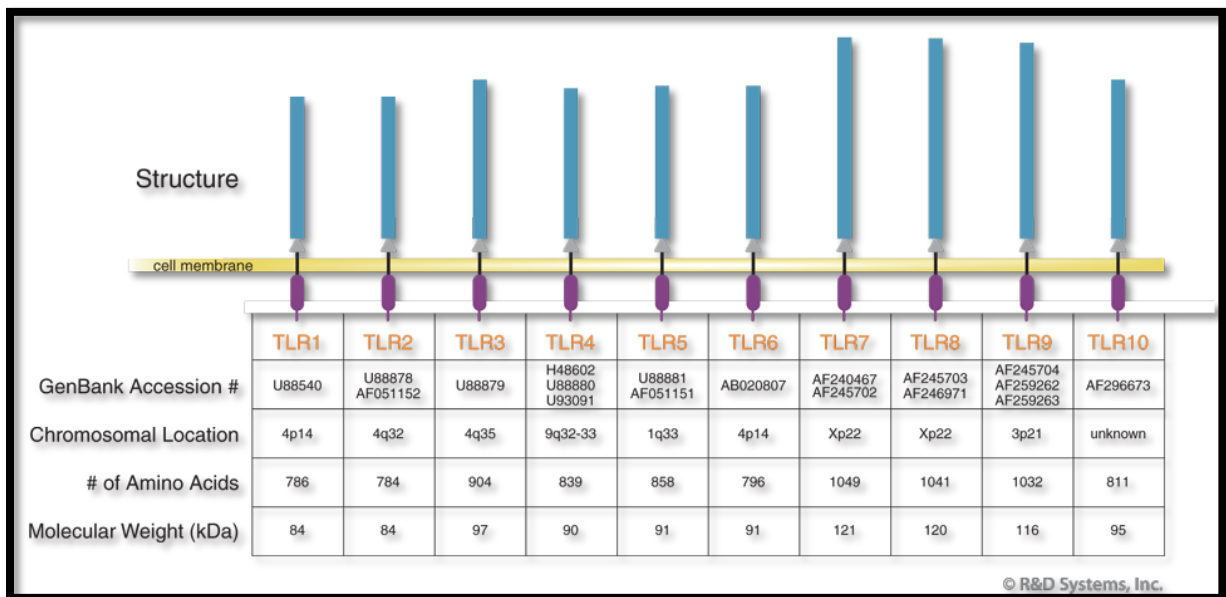 Structure
cell membrane
TLR1 TLR2 TLR3 TLR4 TLR5 TLR6 TLR7 TLR8 TLR9 TLR10
GenBank Accession # U88540 U88878 AF051152 U88879 H48602 U88880 U93091 U88881 AF051151 AB020807 AF240467 AF245702 AF245703 AF246971 AF245704 AF259262 AF259263 AF296673
Chromosomal Location 4p14 4q32 4q35 9q32-33 1q33 4p14 Xp22 Xp22 3p21 unknown
# of Amino Acids 786 784 904 839 858 796 1049 1041 1032 811
Molecular Weight (kDa) 84 84 97 90 91 91 121 120 116 95
© R&D Systems, Inc.